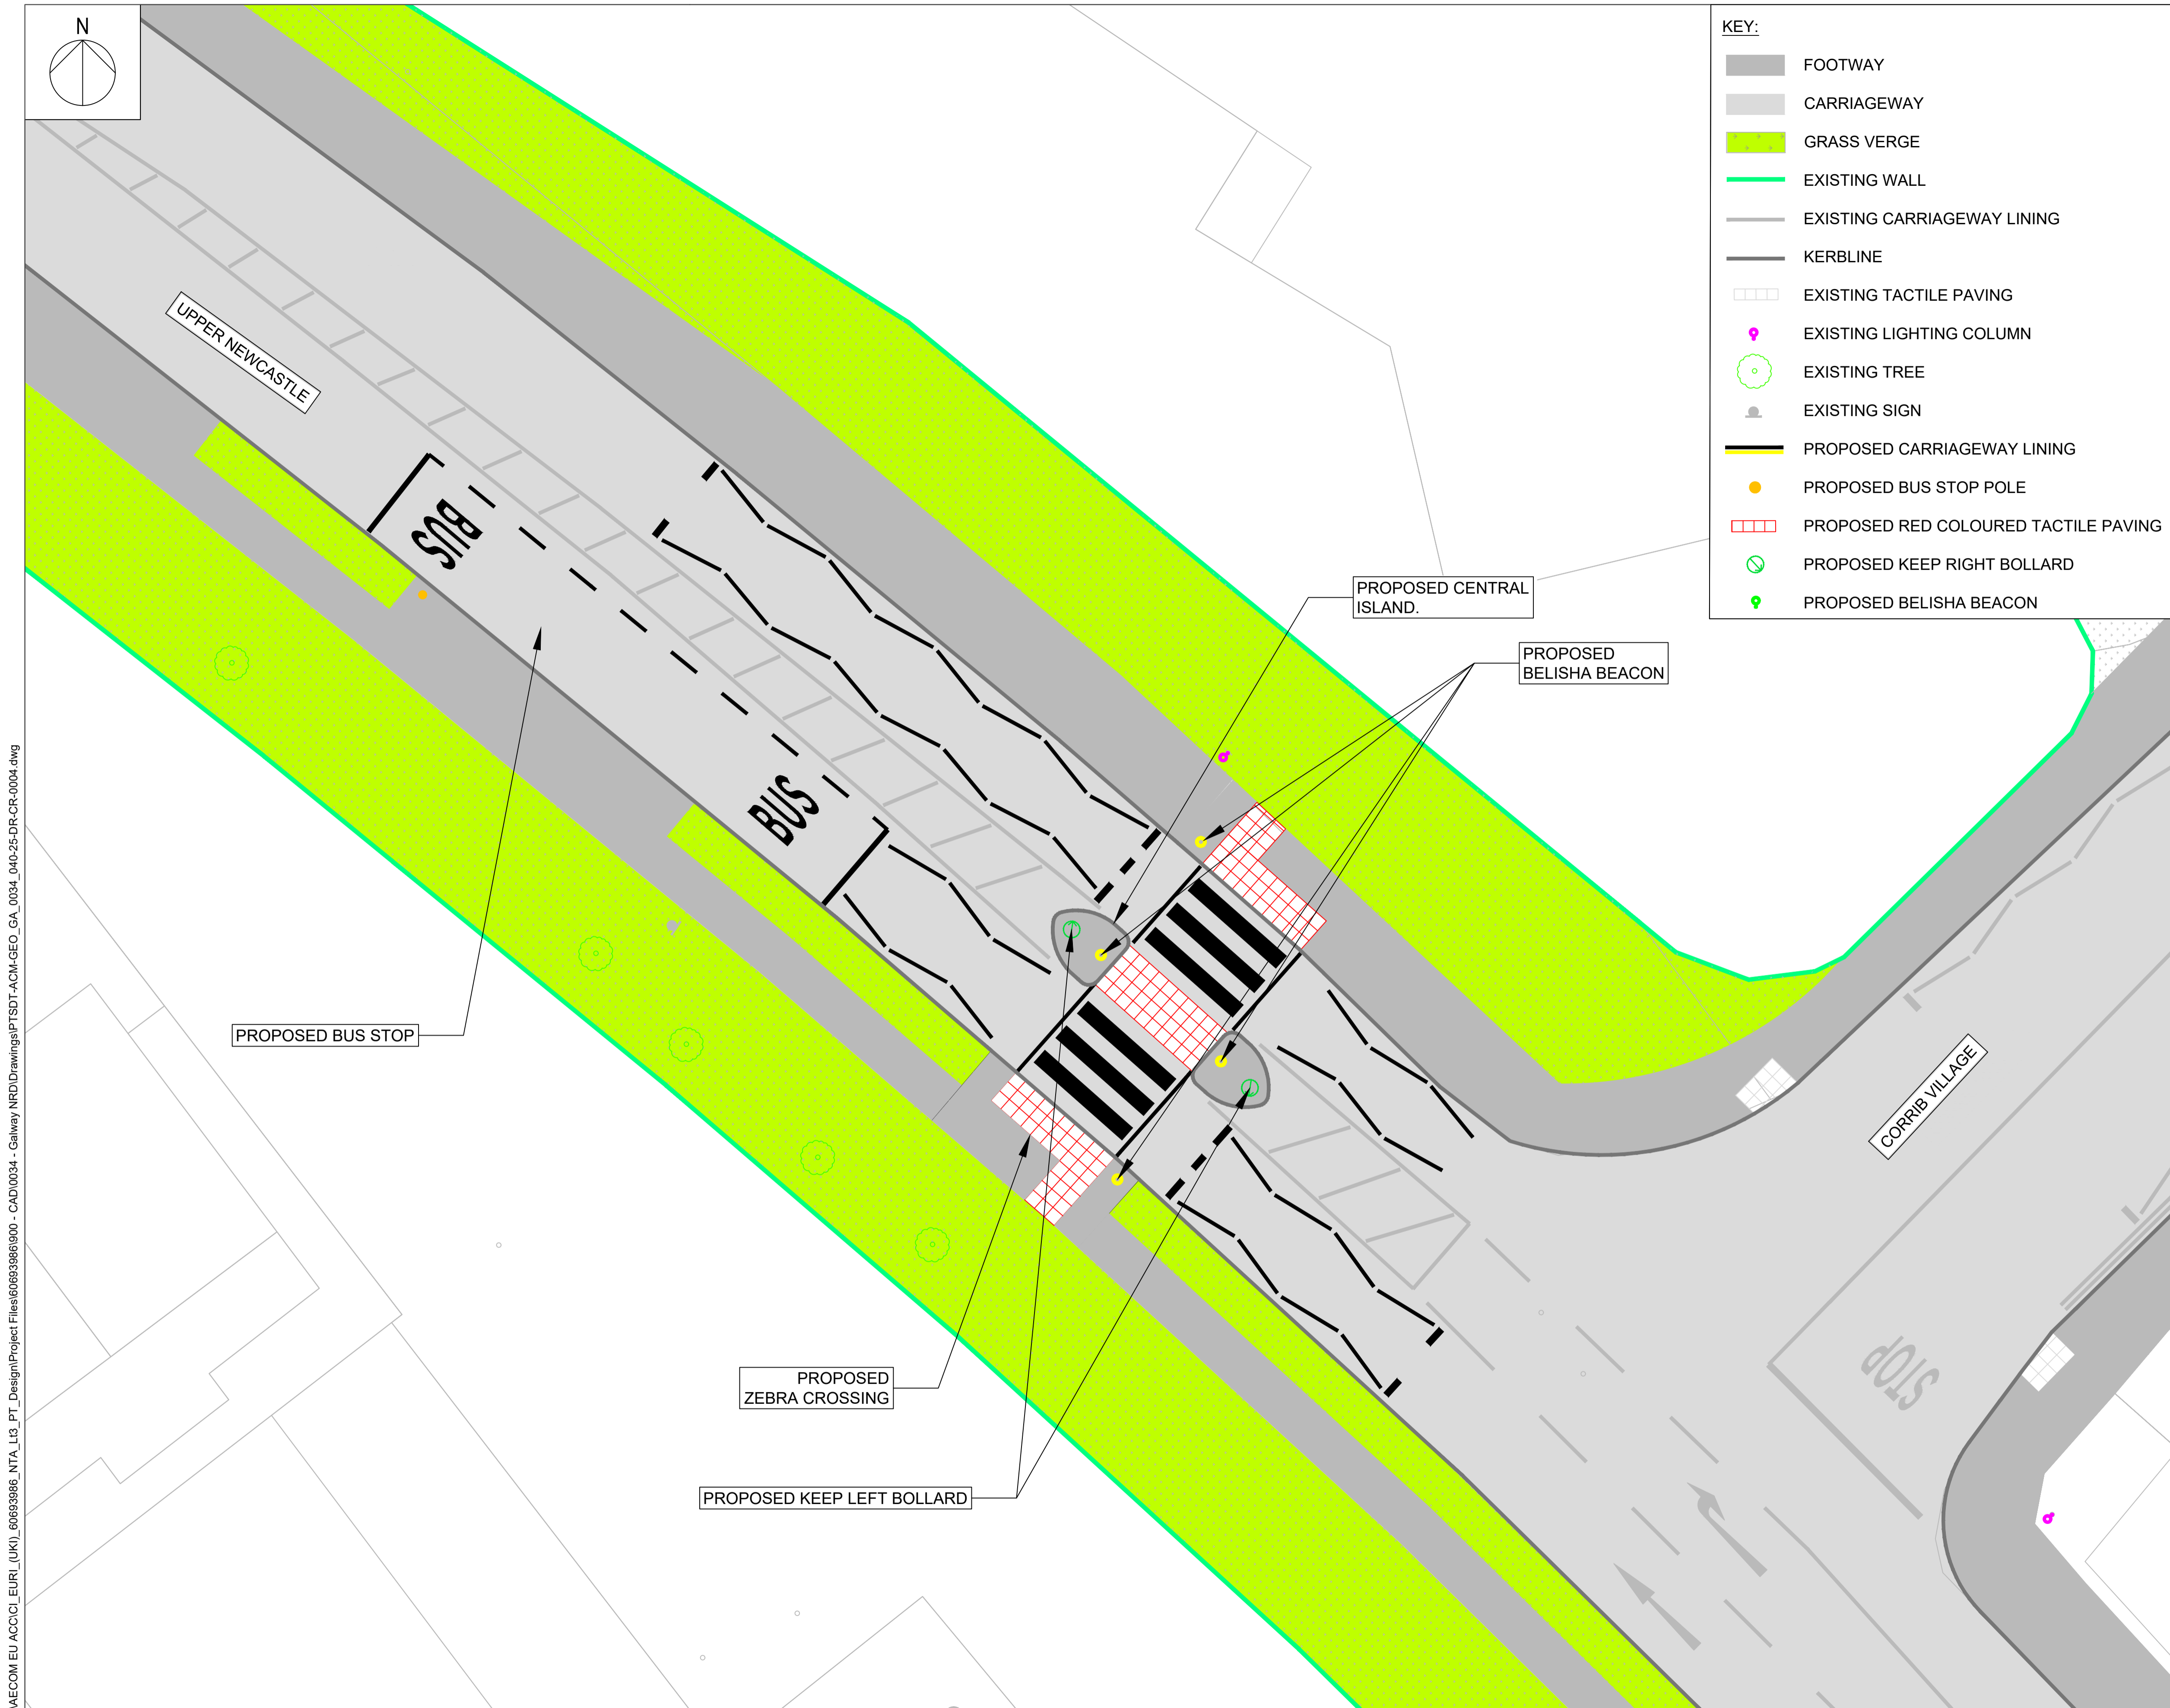 N
KEY:
FOOTWAY
CARRIAGEWAY
GRASS VERGE
EXISTING WALL
EXISTING CARRIAGEWAY LINING
KERBLINE
EXISTING TACTILE PAVING
EXISTING LIGHTING COLUMN
EXISTING TREE
EXISTING SIGN
PROPOSED CARRIAGEWAY LINING
PROPOSED BUS STOP POLE
PROPOSED RED COLOURED TACTILE PAVING
PROPOSED KEEP RIGHT BOLLARD
PROPOSED BELISHA BEACON
UPPER NEWCASTLE
BUS
PROPOSED CENTRAL
ISLAND.
PROPOSED
BELISHA BEACON
BUS
PROPOSED BUS STOP
CORRIB VILLAGE
STOP
PROPOSED
ZEBRA CROSSING
PROPOSED KEEP LEFT BOLLARD
AECOM EU ACC\CI_EURI_(UKI)_60693986_NTA_Lt3_PT_Design\Project Files\60693986\900 - CAD\0034 - Galway NRD\Drawings\PTSDT-ACM-GEO_GA_0034_040-25-DR-CR-0004.dwg